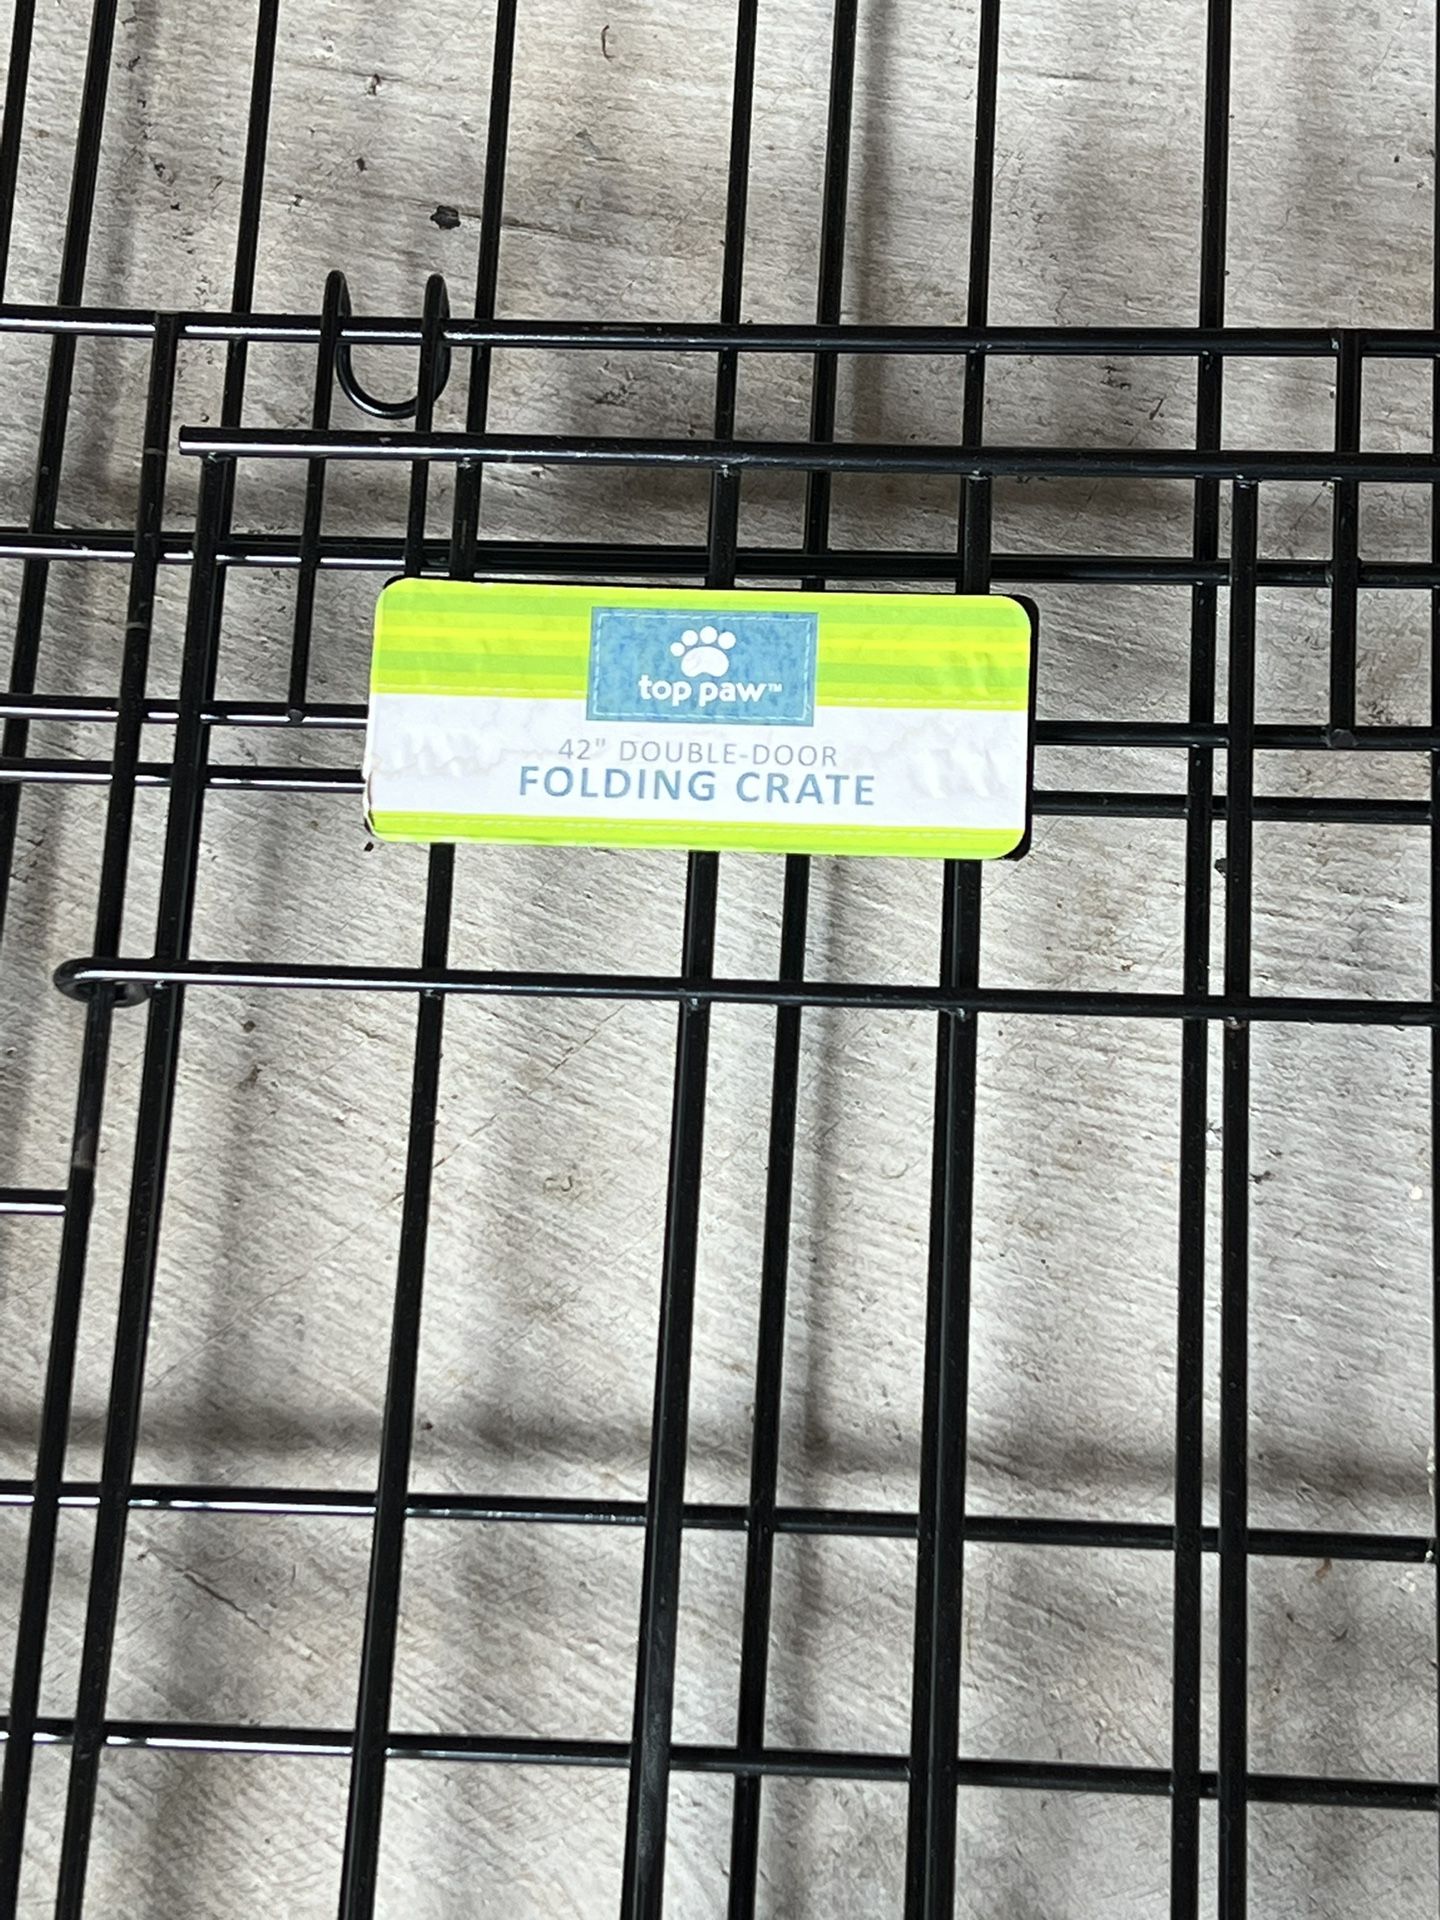 top paw™
42" DOUBLE-DOOR
FOLDING CRATE